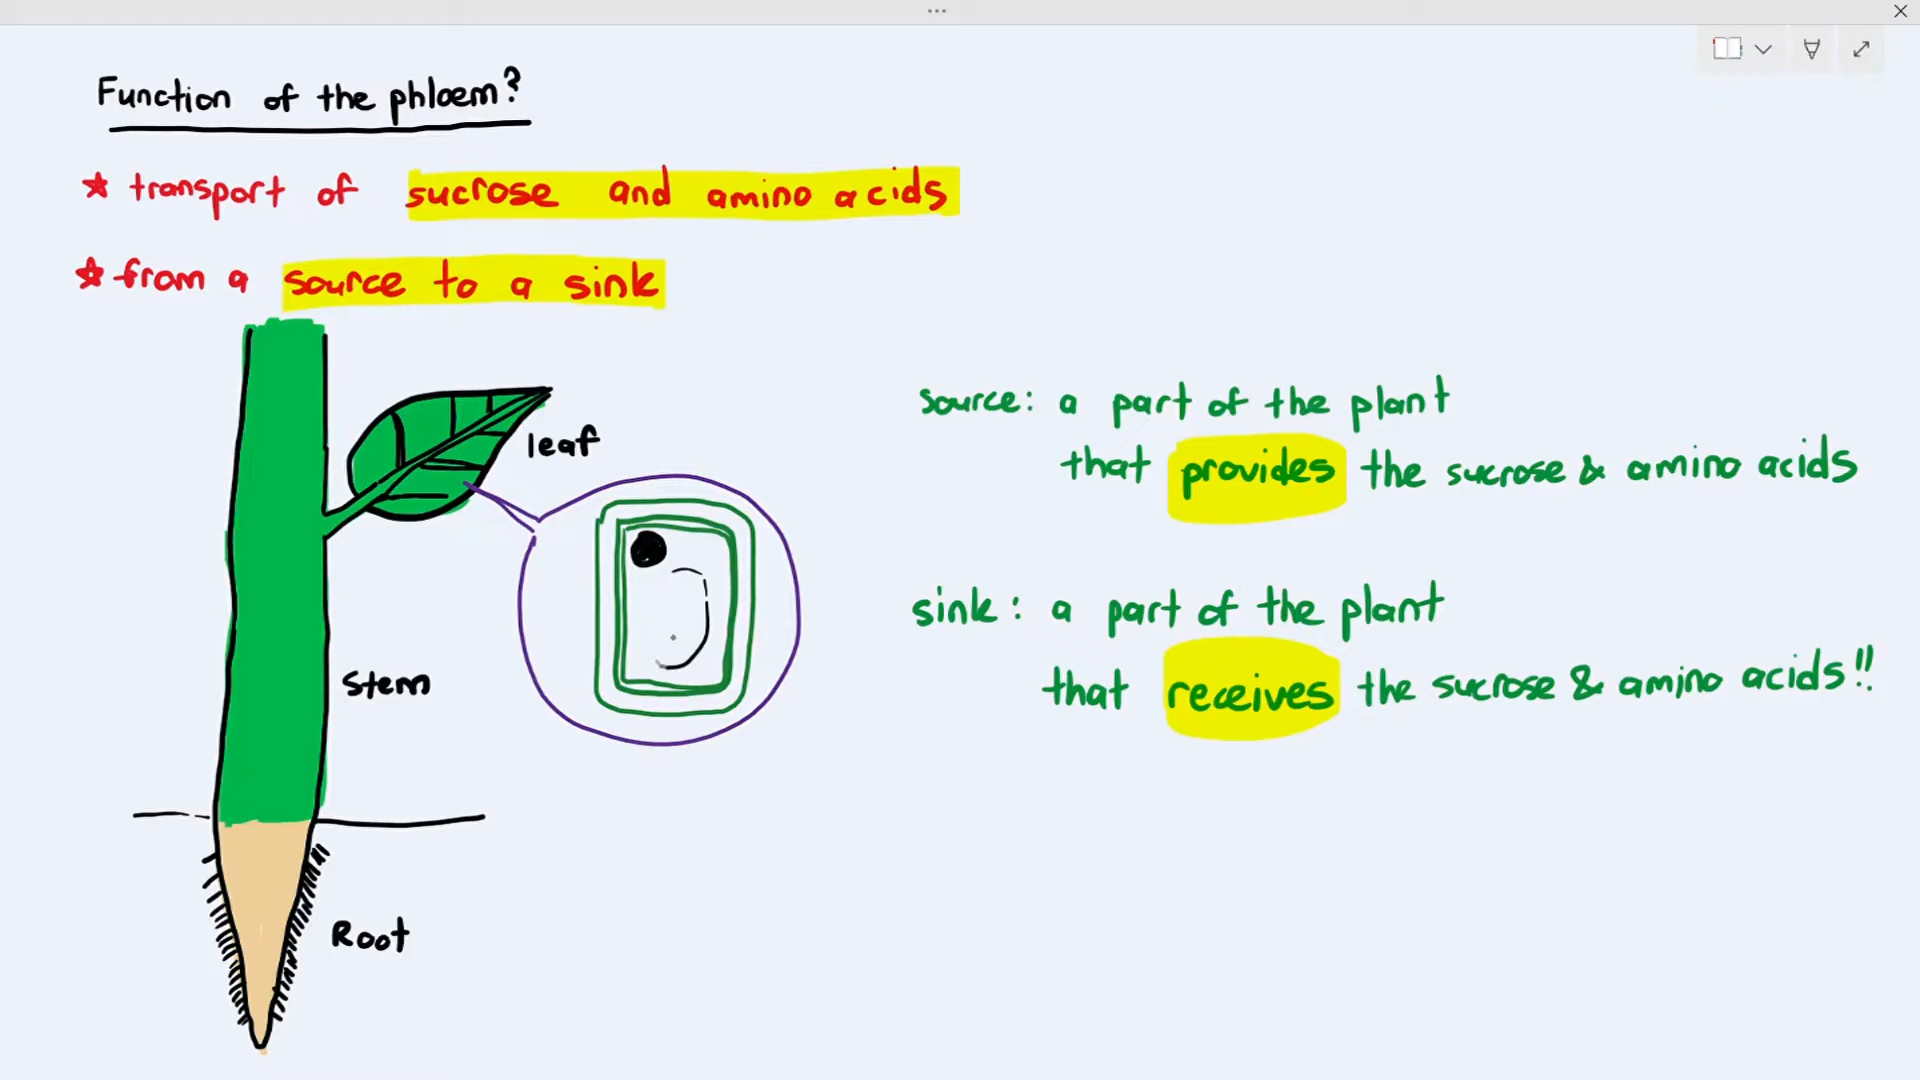 Function of the phloem?
★ transport of sucrose and amino acids
★ from a source to a sink
leaf
source: a part of the plant
that provides the sucrose & amino acids
sink: a part of the plant
that receives the sucrose & amino acids!!
Stem
Root